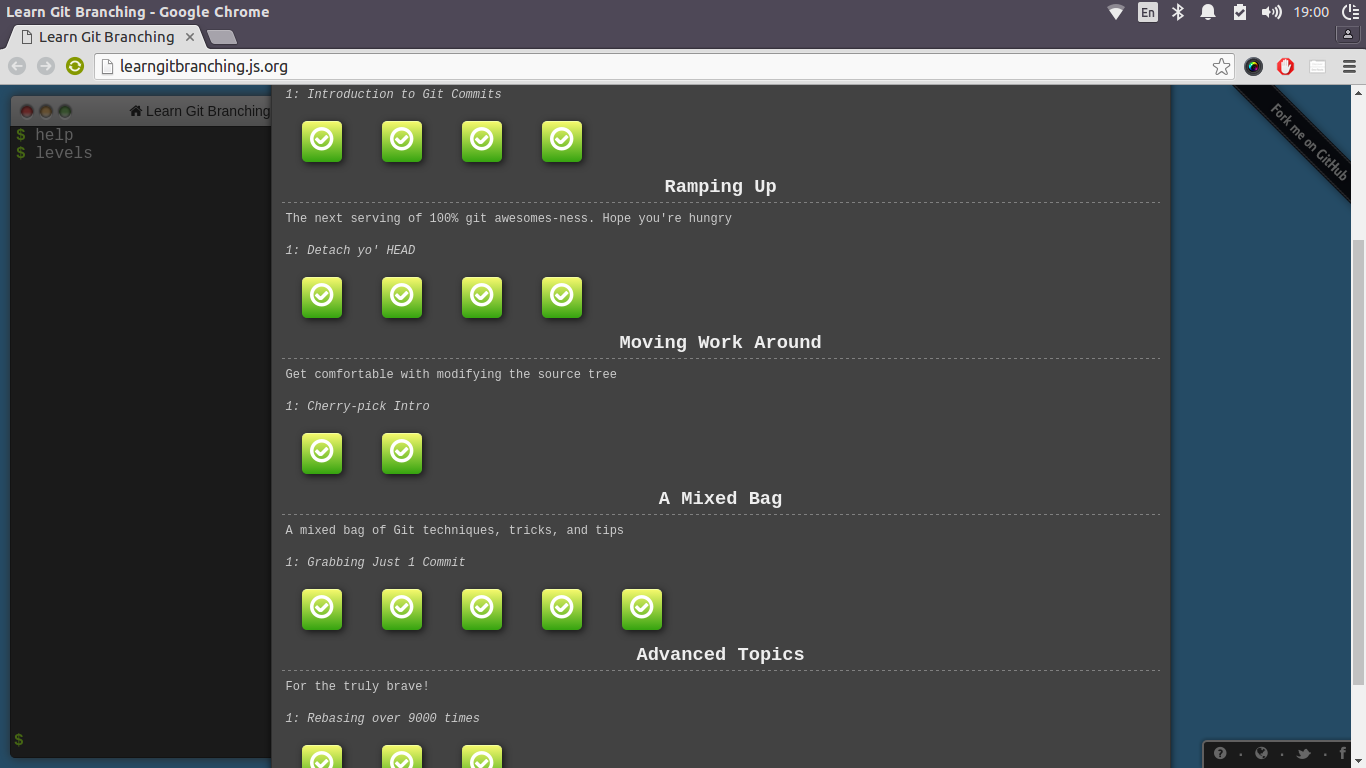 Learn Git Branching - Google Chrome
En
19:00
Learn Git Branching
learngitbranching.js.org
Learn Git Branching
$ help
$ levels
$
1: Introduction to Git Commits
Ramping Up
The next serving of 100% git awesomes-ness. Hope you're hungry
1: Detach yo' HEAD
Moving Work Around
Get comfortable with modifying the source tree
1: Cherry-pick Intro
A Mixed Bag
A mixed bag of Git techniques, tricks, and tips
1: Grabbing Just 1 Commit
Advanced Topics
For the truly brave!
1: Rebasing over 9000 times
Fork me on GitHub